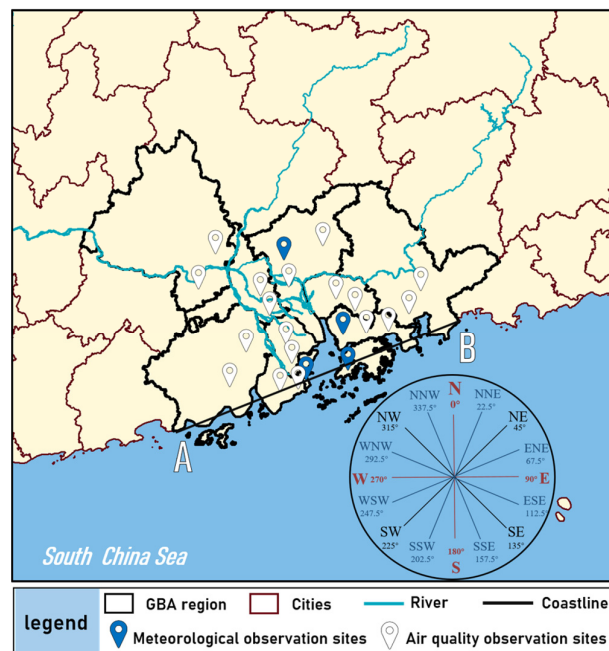 B
A
N
0°
NNW
337.5°
NNE
22.5°
NW
315°
NE
45°
WNW
292.5°
ENE
67.5°
W 270°
90° E
WSW
247.5°
ESE
112.5°
SW
225°
SE
135°
SSW
202.5°
SSE
157.5°
180°
S
South China Sea
legend
GBA region
Cities
River
Coastline
Meteorological observation sites
Air quality observation sites